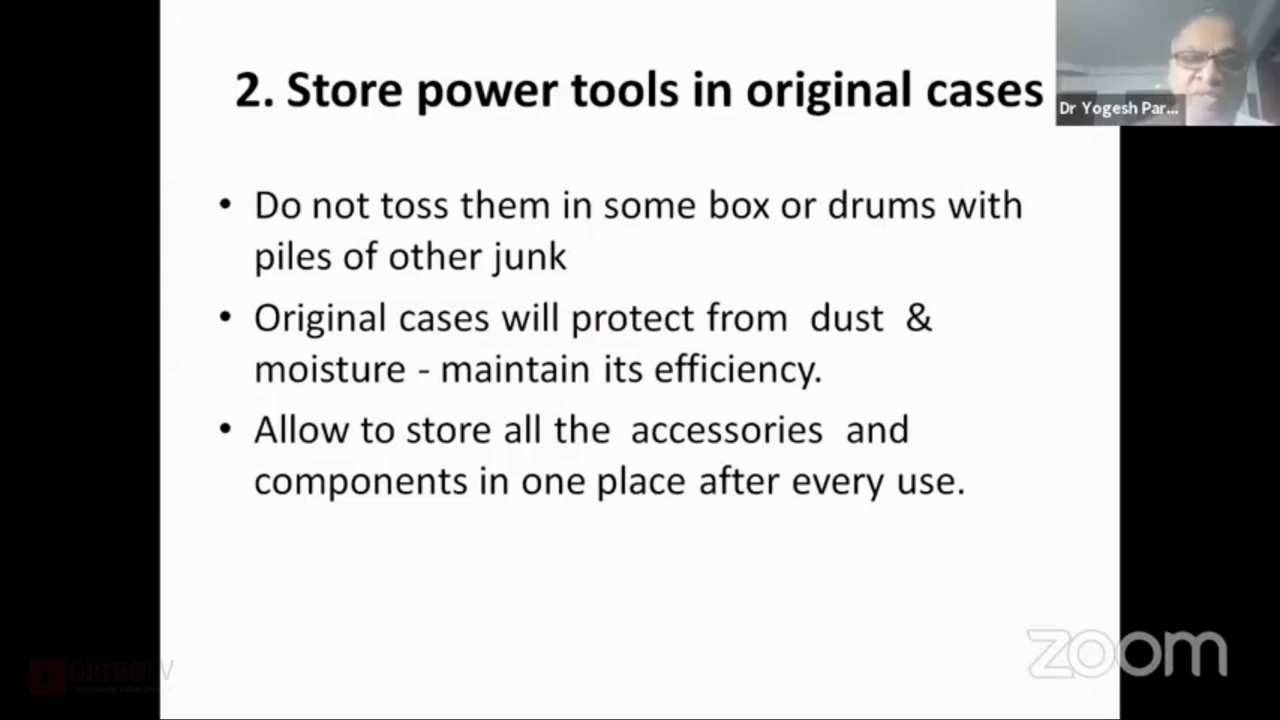 2. Store power tools in original cases
Dr Yogesh Par...
• Do not toss them in some box or drums with
piles of other junk
• Original cases will protect from dust &
moisture - maintain its efficiency.
• Allow to store all the accessories and
components in one place after every use.
ORTHOTV
zoom